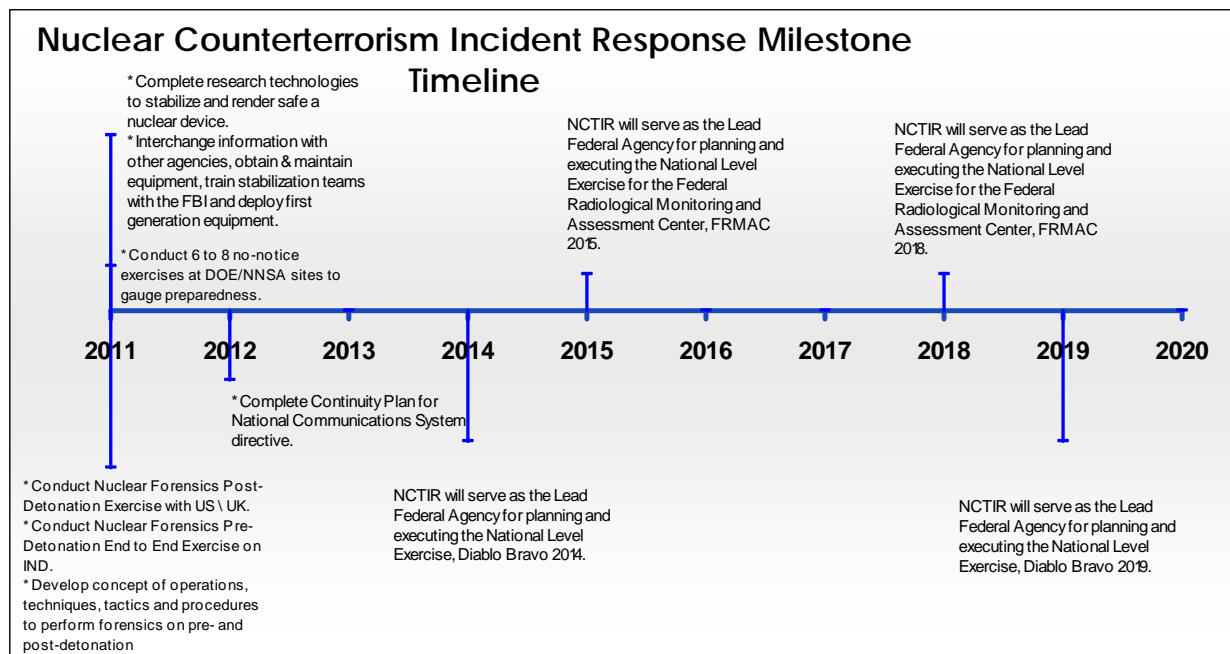 Nuclear Counterterrorism Incident Response Milestone
Timeline
* Complete research technologies
to stabilize and render safe a
nuclear device.
* Interchange information with
other agencies, obtain & maintain
equipment, train stabilization teams
with the FBI and deploy first
generation equipment.
* Conduct 6 to 8 no-notice
exercises at DOE/NNSA sites to
gauge preparedness.
NCTIR will serve as the Lead
Federal Agency for planning and
executing the National Level
Exercise for the Federal
Radiological Monitoring and
Assessment Center, FRMAC
2015.
NCTIR will serve as the Lead
Federal Agency for planning and
executing the National Level
Exercise for the Federal
Radiological Monitoring and
Assessment Center, FRMAC
2018.
2011 2012 2013 2014 2015 2016 2017 2018 2019 2020
* Complete Continuity Plan for
National Communications System
directive.
* Conduct Nuclear Forensics Post-
Detonation Exercise with US \ UK.
* Conduct Nuclear Forensics Pre-
Detonation End to End Exercise on
IND.
* Develop concept of operations,
techniques, tactics and procedures
to perform forensics on pre- and
post-detonation
NCTIR will serve as the Lead
Federal Agency for planning and
executing the National Level
Exercise, Diablo Bravo 2014.
NCTIR will serve as the Lead
Federal Agency for planning and
executing the National Level
Exercise, Diablo Bravo 2019.